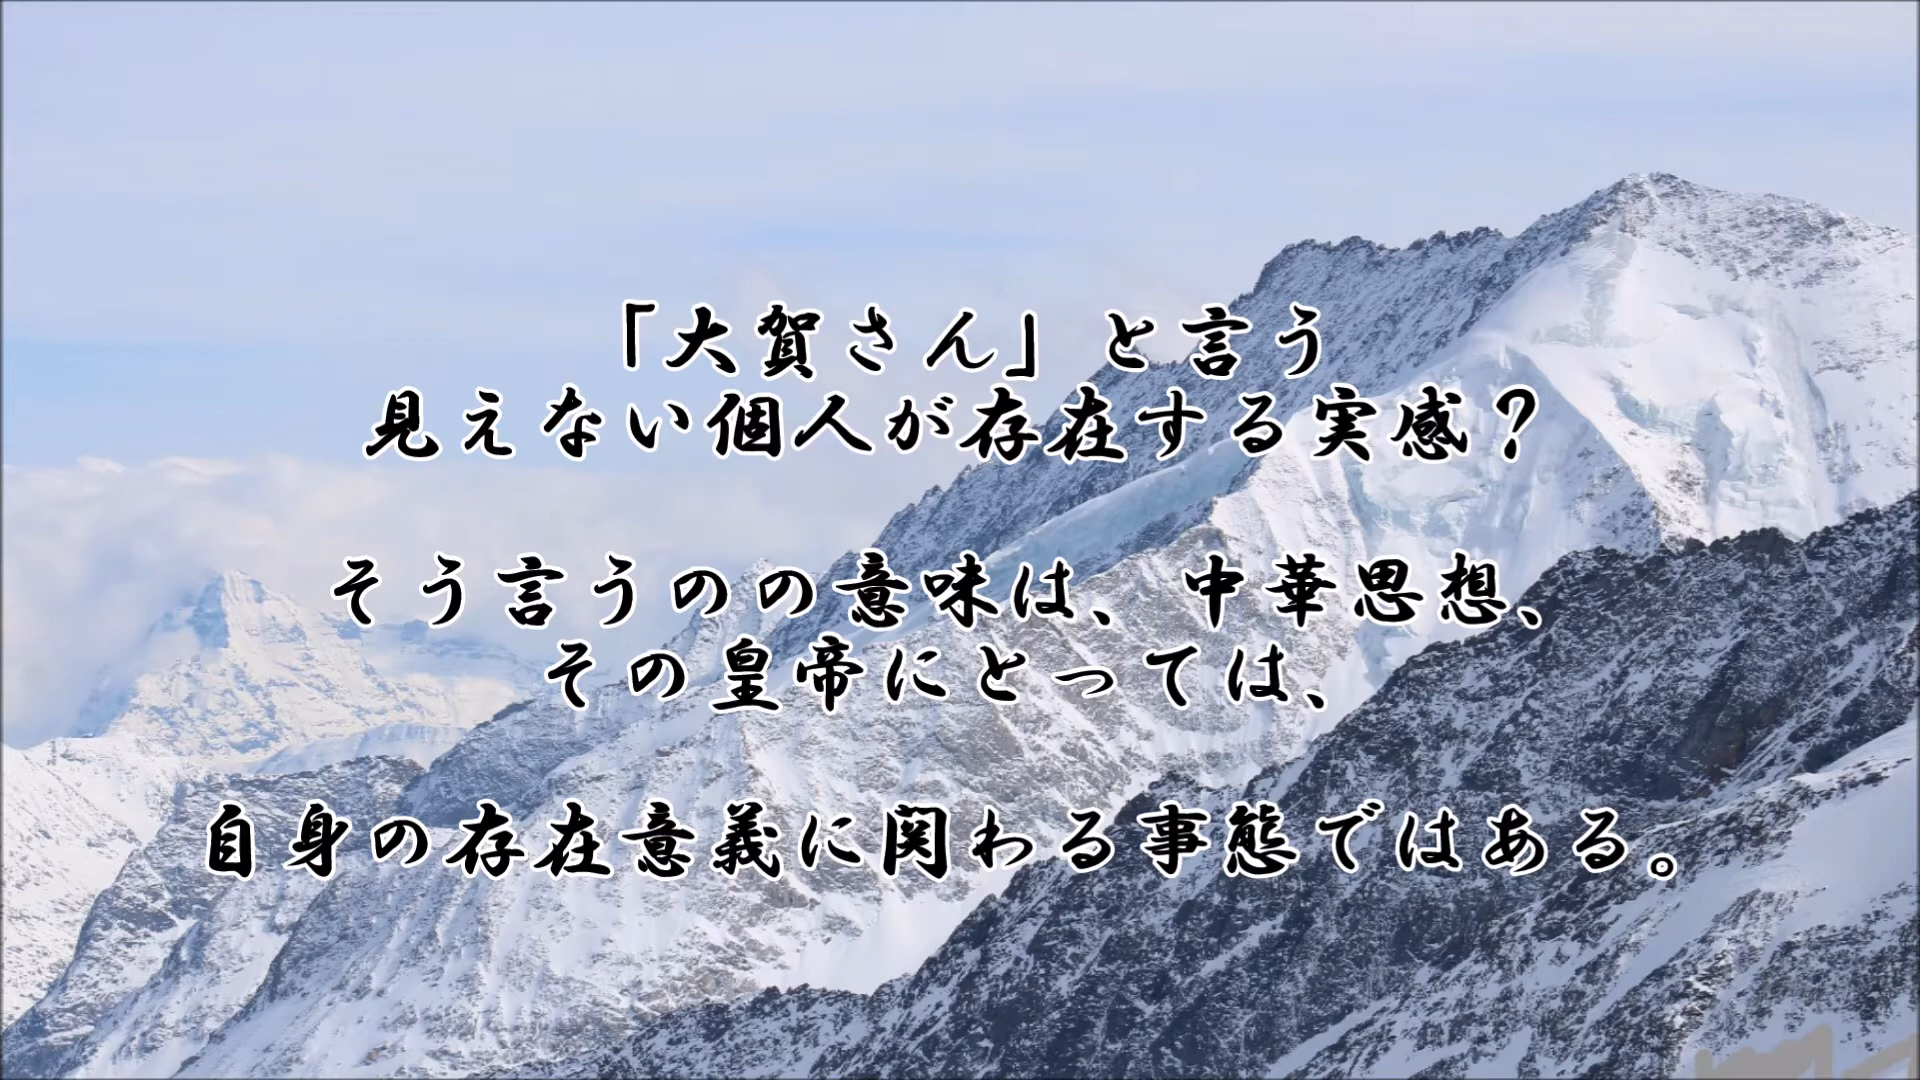 「大賀さん」と言う
見えない個人が存在する実感？
そう言うのの意味は、中華思想、
その皇帝にとっては、
自身の存在意義に関わる事態ではある。